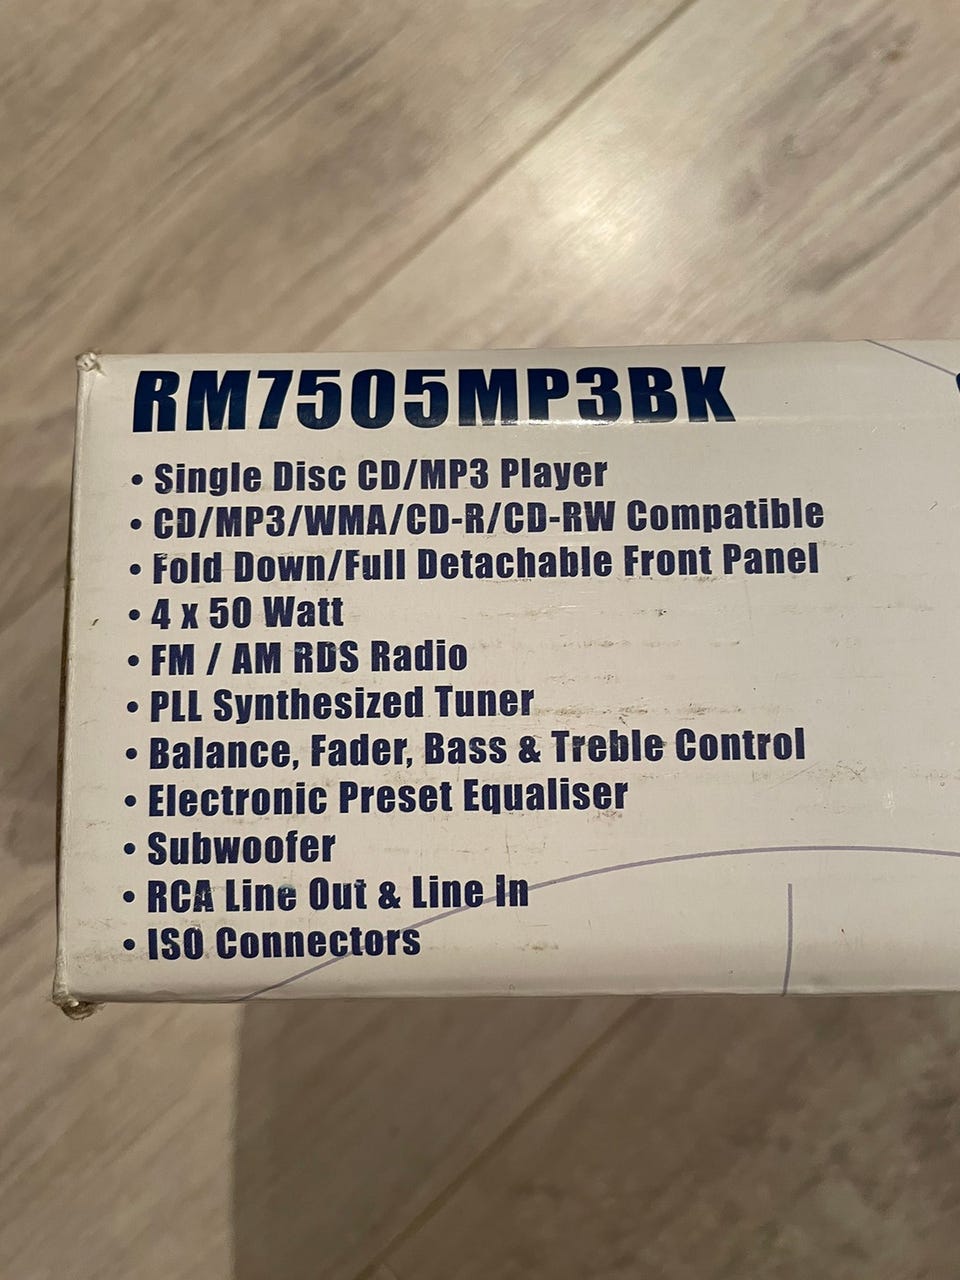 RM7505MP3BK
• Single Disc CD/MP3 Player
• CD/MP3/WMA/CD-R/CD-RW Compatible
• Fold Down/Full Detachable Front Panel
• 4 x 50 Watt
• FM / AM RDS Radio
• PLL Synthesized Tuner
• Balance, Fader, Bass & Treble Control
• Electronic Preset Equaliser
• Subwoofer
• RCA Line Out & Line In
• ISO Connectors